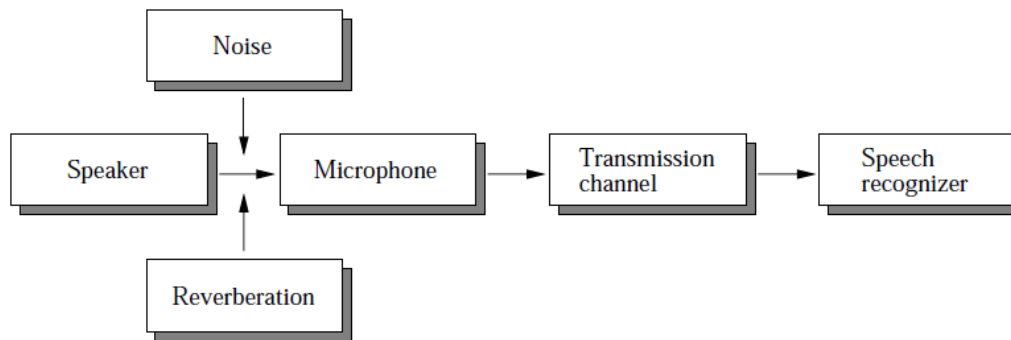 Noise
Speaker
Microphone
Transmission
channel
Speech
recognizer
Reverberation